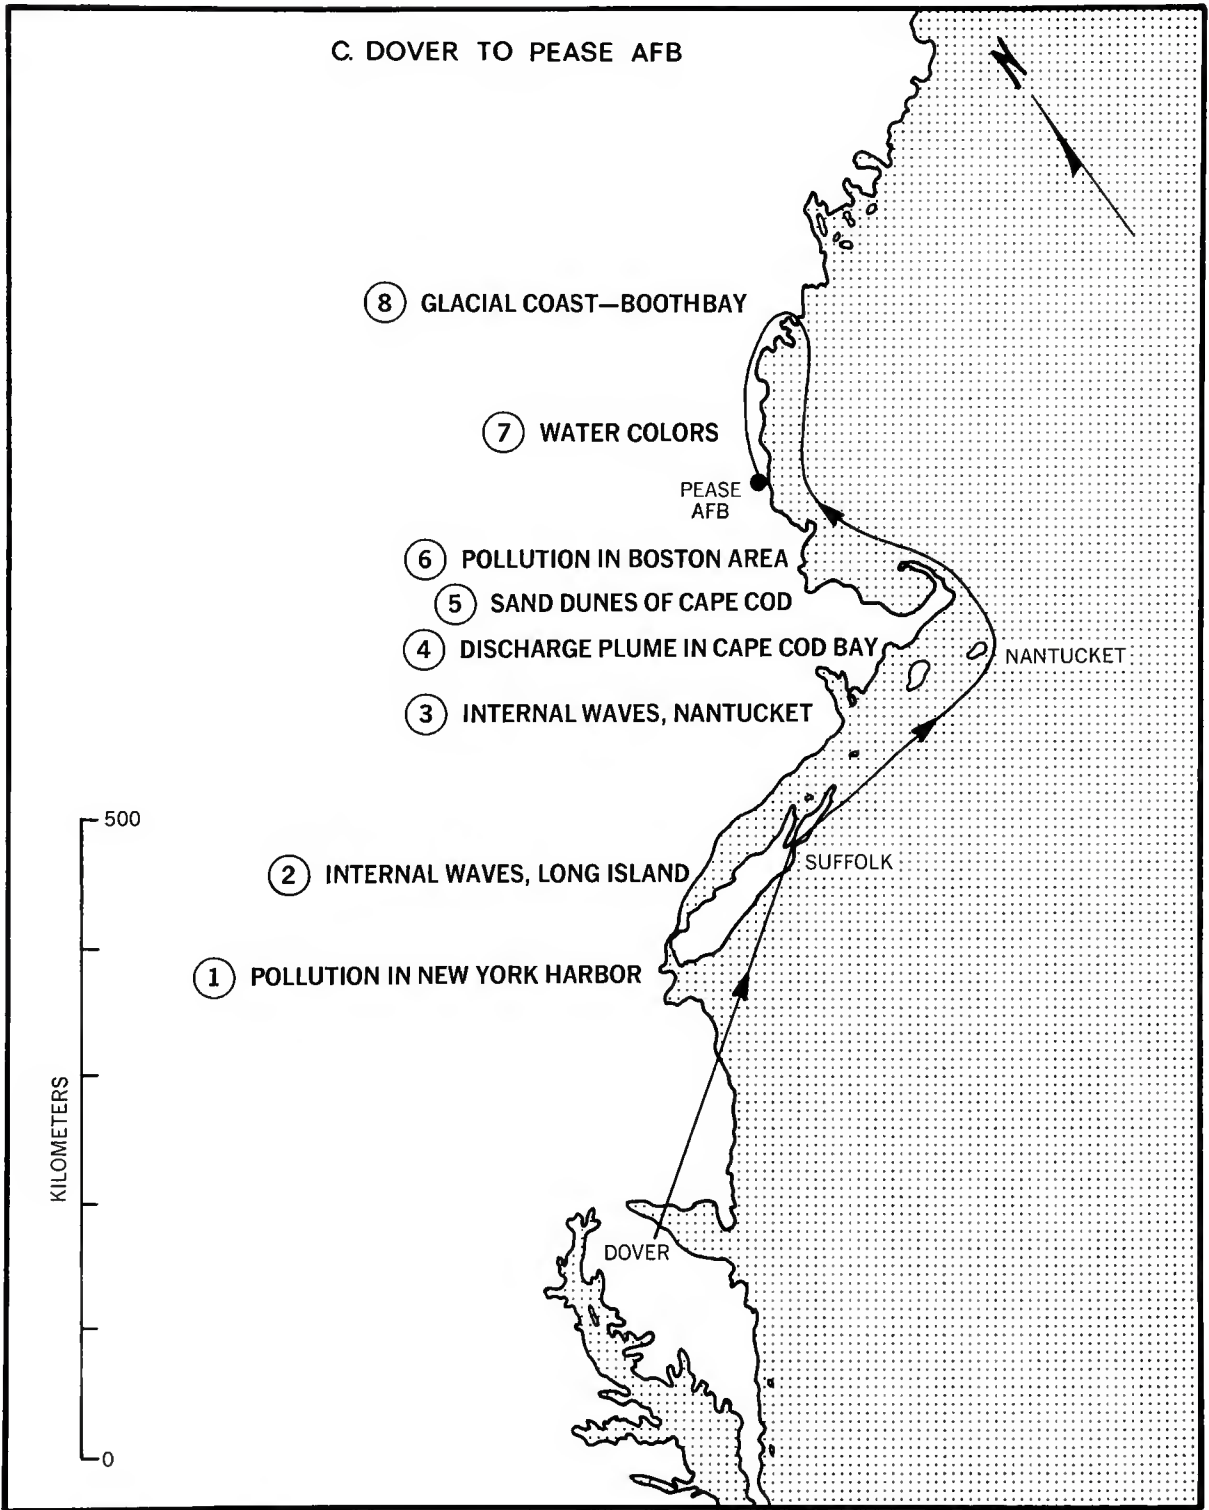 C. DOVER TO PEASE AFB
N
8 GLACIAL COAST—BOOTHBAY
7 WATER COLORS
PEASE
AFB
6 POLLUTION IN BOSTON AREA
5 SAND DUNES OF CAPE COD
4 DISCHARGE PLUME IN CAPE COD BAY
NANTUCKET
3 INTERNAL WAVES, NANTUCKET
500
SUFFOLK
2 INTERNAL WAVES, LONG ISLAND
1 POLLUTION IN NEW YORK HARBOR
KILOMETERS
DOVER
0